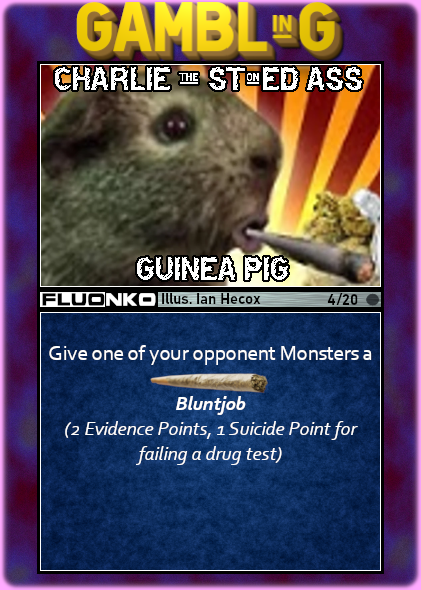 GAMBLINGG
CHARLIE THE STONED ASS
GUINEA PIG
FLUONKO Illus. Ian Hecox 4/20
Give one of your opponent Monsters a
Bluntjob
(2 Evidence Points, 1 Suicide Point for
failing a drug test)